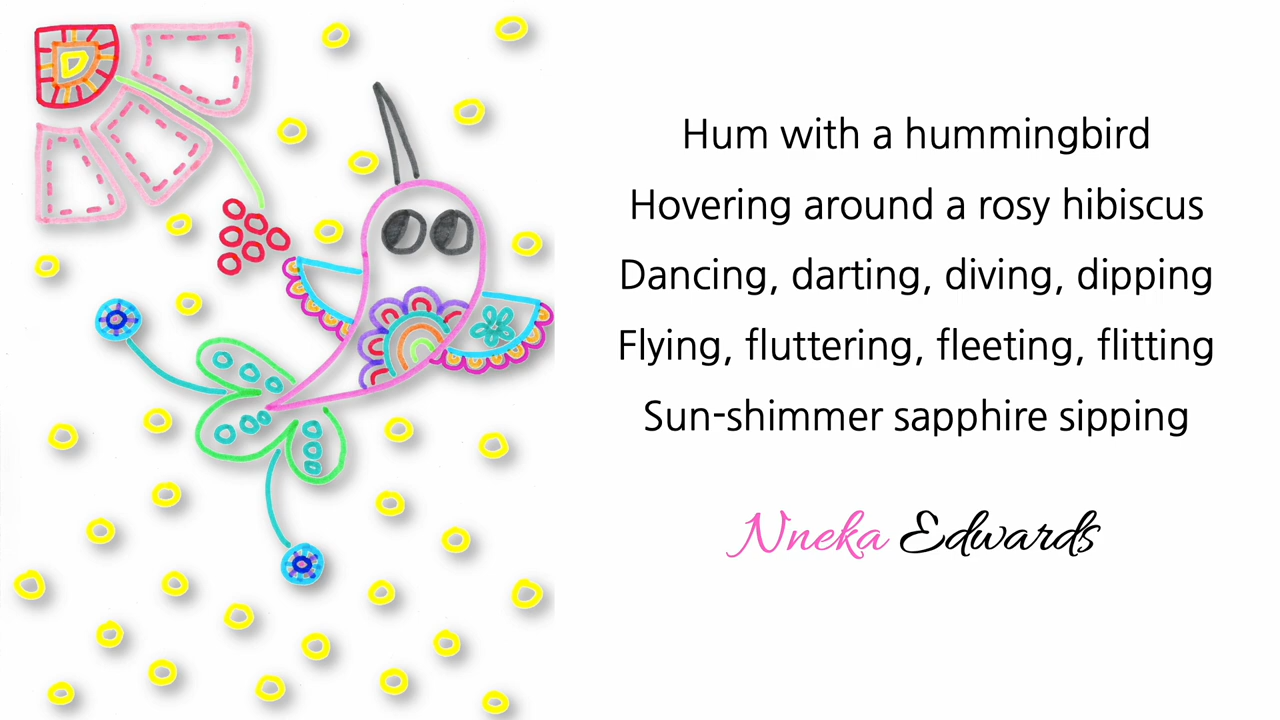 Hum with a hummingbird
Hovering around a rosy hibiscus
Dancing, darting, diving, dipping
Flying, fluttering, fleeting, flitting
Sun-shimmer sapphire sipping
Nneka Edwards